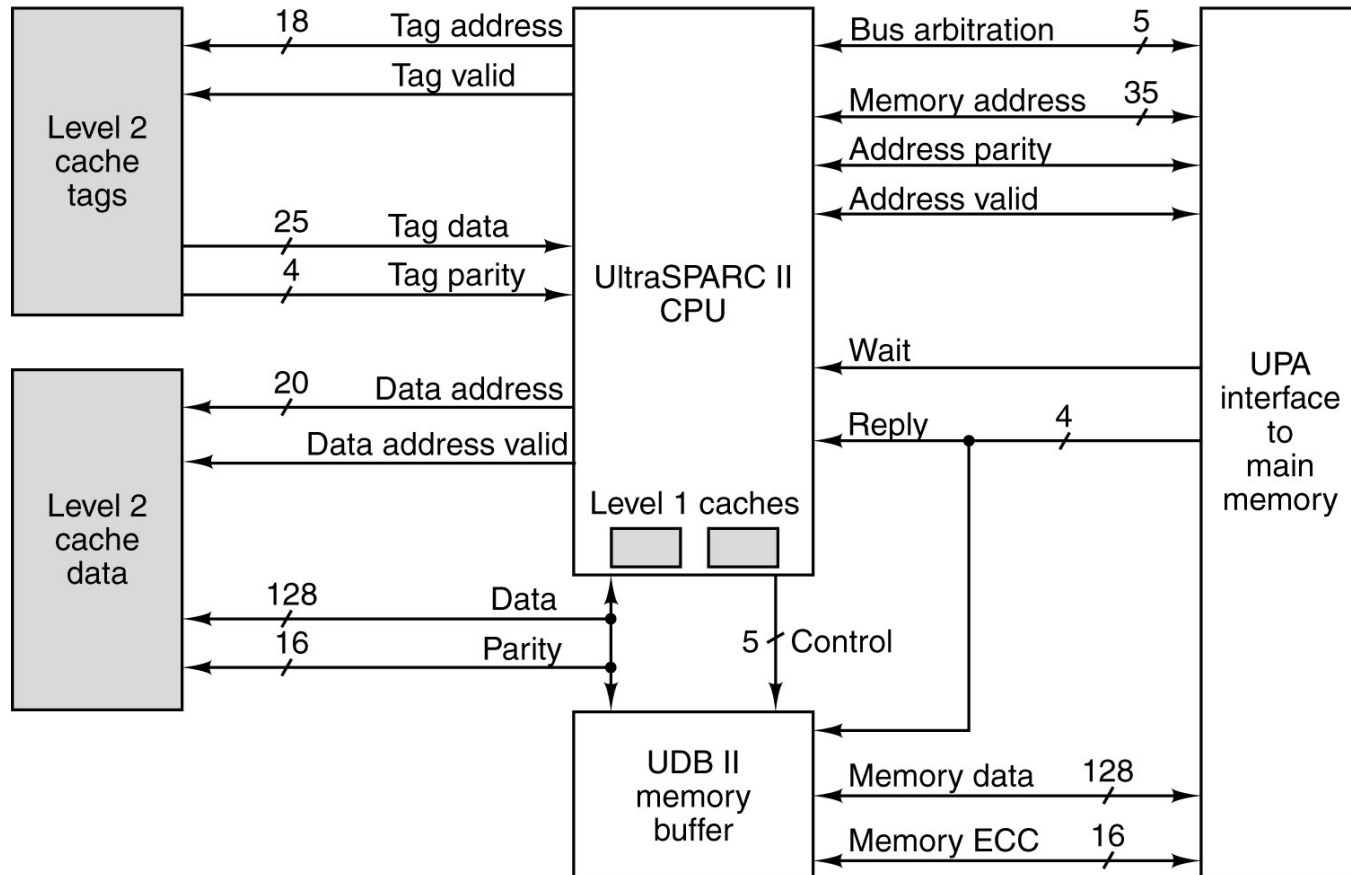 18
Tag address
Tag valid
Level 2
cache
tags
25
Tag data
4
Tag parity
20
Data address
Data address valid
Level 2
cache
data
128
Data
16
Parity
UltraSPARC II
CPU
Level 1 caches
5
Control
UDB II
memory
buffer
Bus arbitration
5
Memory address
35
Address parity
Address valid
Wait
Reply
4
Memory data
128
Memory ECC
16
UPA
interface
to
main
memory